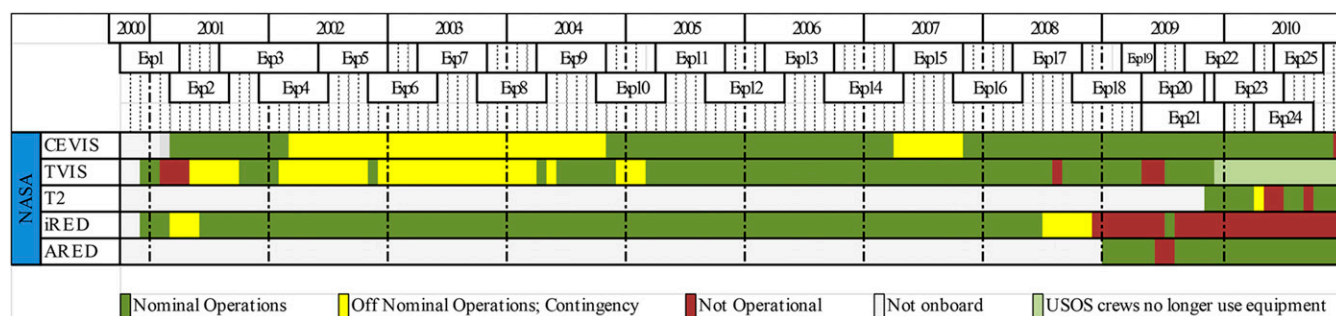 2000 2001 2002 2003 2004 2005 2006 2007 2008 2009 2010
Exp1 Exp3 Exp5 Exp7 Exp9 Exp11 Exp13 Exp15 Exp17 Exp19 Exp22 Exp25
Exp2 Exp4 Exp6 Exp8 Exp10 Exp12 Exp14 Exp16 Exp18 Exp20 Exp23
Exp21 Exp24
NASA
CEVIS
TVIS
T2
iRED
ARED
Nominal Operations Off Nominal Operations; Contingency Not Operational Not onboard USOS crews no longer use equipment